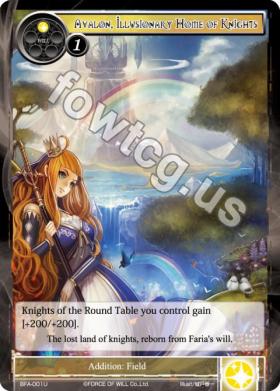 Avalon, Illusionary Home of Knights
WILL
1
fowtcg.us
Knights of the Round Table you control gain
[+200/+200].
The lost land of knights, reborn from Faria's will.
Addition: Field
BFA-001U
©FORCE OF WILL Co.,Ltd.